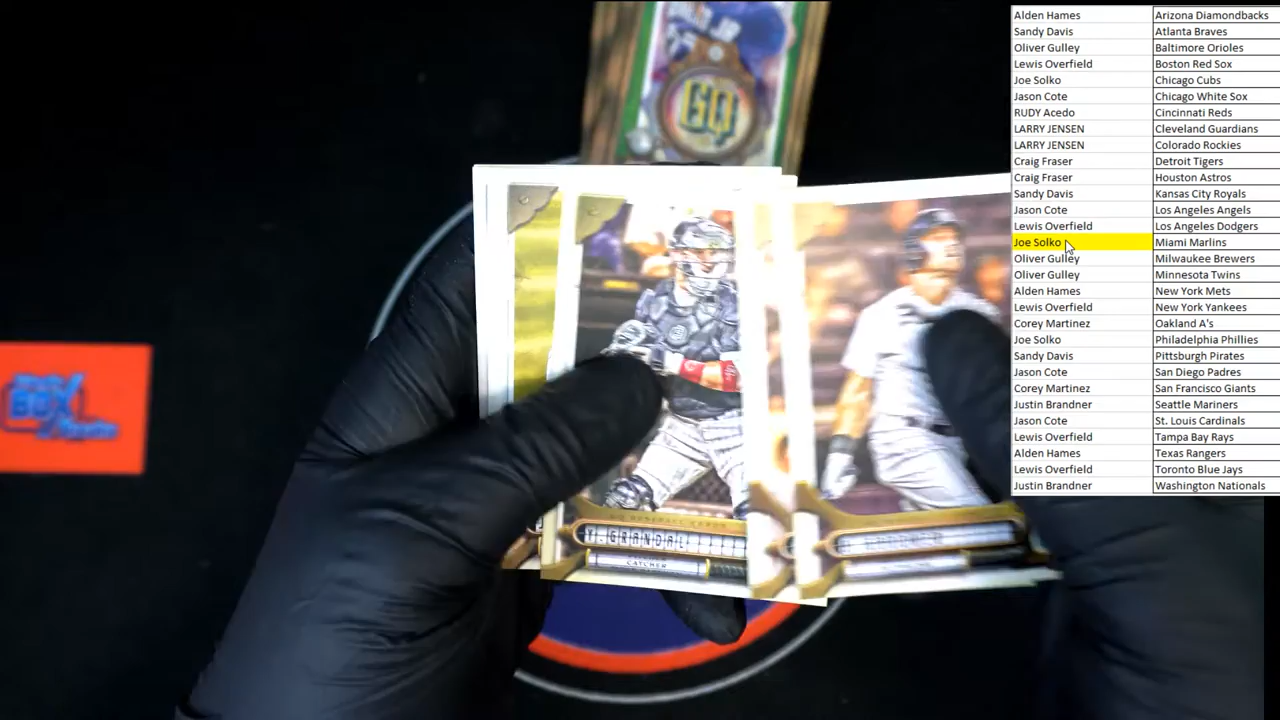 Alden Hames Arizona Diamondbacks
Sandy Davis Atlanta Braves
Oliver Gulley Baltimore Orioles
Lewis Overfield Boston Red Sox
Joe Solko Chicago Cubs
Jason Cote Chicago White Sox
RUDY Acedo Cincinnati Reds
LARRY JENSEN Cleveland Guardians
LARRY JENSEN Colorado Rockies
Craig Fraser Detroit Tigers
Craig Fraser Houston Astros
Sandy Davis Kansas City Royals
Jason Cote Los Angeles Angels
Lewis Overfield Los Angeles Dodgers
Joe Solko Miami Marlins
Oliver Gulley Milwaukee Brewers
Oliver Gulley Minnesota Twins
Alden Hames New York Mets
Lewis Overfield New York Yankees
Corey Martinez Oakland A's
Joe Solko Philadelphia Phillies
Sandy Davis Pittsburgh Pirates
Jason Cote San Diego Padres
Corey Martinez San Francisco Giants
Justin Brandner Seattle Mariners
Jason Cote St. Louis Cardinals
Lewis Overfield Tampa Bay Rays
Alden Hames Texas Rangers
Lewis Overfield Toronto Blue Jays
Justin Brandner Washington Nationals
JR
GQ
BOX
Y. GRANDAL
CATCHER